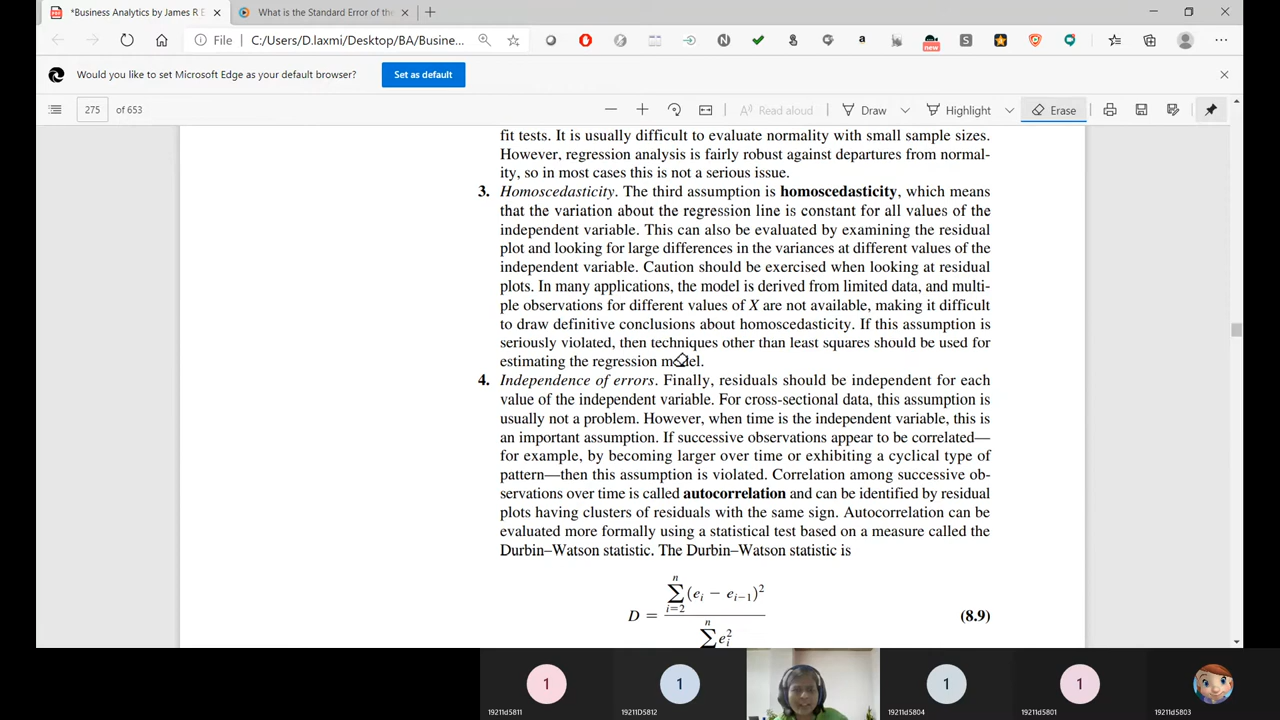 *Business Analytics by James R E
What is the Standard Error of the
File
C:/Users/D.laxmi/Desktop/BA/Busine...
new
Would you like to set Microsoft Edge as your default browser?
Set as default
275
of 653
Read aloud
Draw
Highlight
Erase
fit tests. It is usually difficult to evaluate normality with small sample sizes.
However, regression analysis is fairly robust against departures from normal-
ity, so in most cases this is not a serious issue.
3. Homoscedasticity. The third assumption is homoscedasticity, which means
that the variation about the regression line is constant for all values of the
independent variable. This can also be evaluated by examining the residual
plot and looking for large differences in the variances at different values of the
independent variable. Caution should be exercised when looking at residual
plots. In many applications, the model is derived from limited data, and multi-
ple observations for different values of X are not available, making it difficult
to draw definitive conclusions about homoscedasticity. If this assumption is
seriously violated, then techniques other than least squares should be used for
estimating the regression model.
4. Independence of errors. Finally, residuals should be independent for each
value of the independent variable. For cross-sectional data, this assumption is
usually not a problem. However, when time is the independent variable, this is
an important assumption. If successive observations appear to be correlated—
for example, by becoming larger over time or exhibiting a cyclical type of
pattern—then this assumption is violated. Correlation among successive ob-
servations over time is called autocorrelation and can be identified by residual
plots having clusters of residuals with the same sign. Autocorrelation can be
evaluated more formally using a statistical test based on a measure called the
Durbin–Watson statistic. The Durbin–Watson statistic is
n
∑ (eᵢ − eᵢ₋₁)²
i=2
D =
(8.9)
n
∑ eᵢ²
1
1
1
1
19211d5811
19211D5812
19211d5804
19211d5801
19211d5803